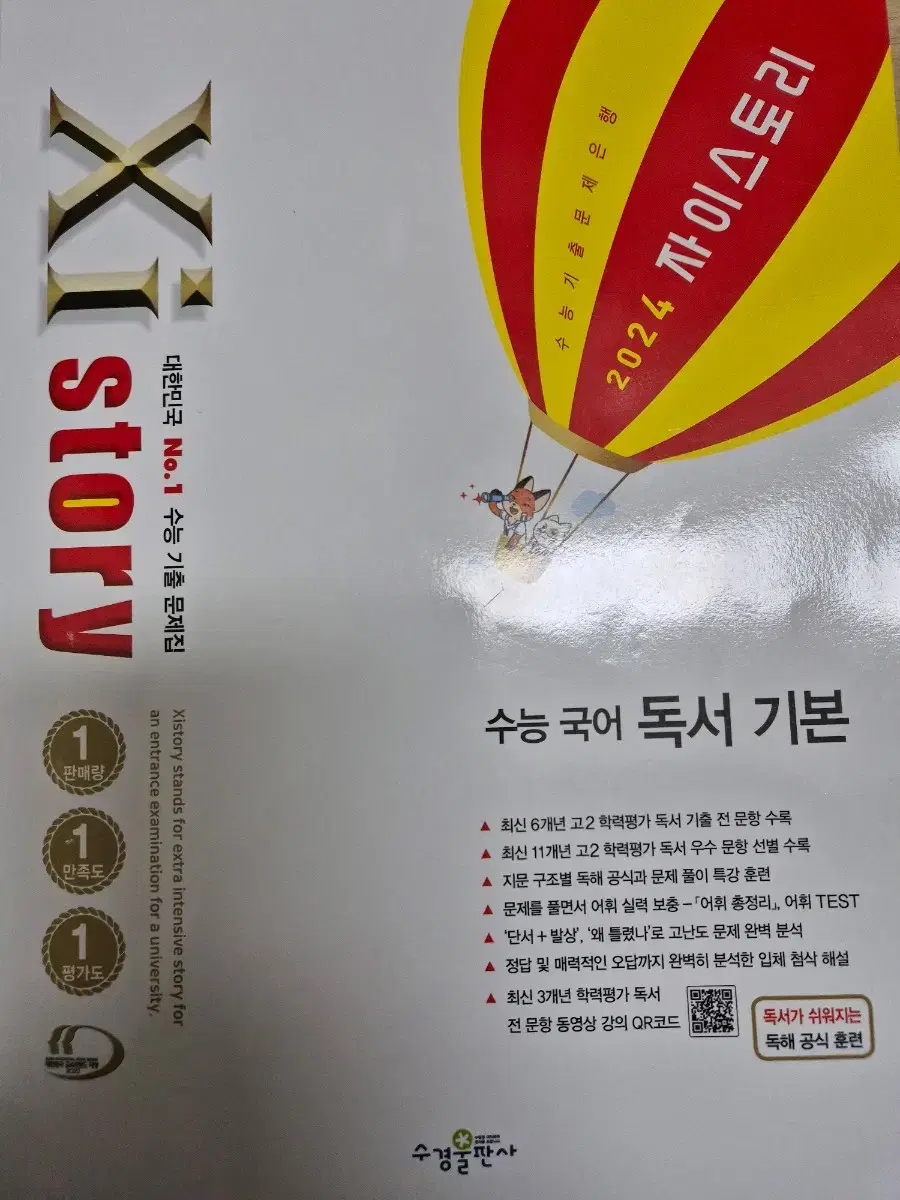 Xi
story
대한민국 No.1 수능 기출 문제집
Xistory stands for extra intensive story for
an entrance examination for a university.
1
판매량
1
만족도
1
평가도
수능기출문제은행
2024 자이스토리
수능 국어 독서 기본
▲ 최신 6개년 고2 학력평가 독서 기출 전 문항 수록
▲ 최신 11개년 고2 학력평가 독서 우수 문항 선별 수록
▲ 지문 구조별 독해 공식과 문제 풀이 특강 훈련
▲ 문제를 풀면서 어휘 실력 보충 – 「어휘 총정리」, 어휘 TEST
▲ '단서 + 발상', '왜 틀렸나'로 고난도 문제 완벽 분석
▲ 정답 및 매력적인 오답까지 완벽히 분석한 입체 첨삭 해설
▲ 최신 3개년 학력평가 독서
전 문항 동영상 강의 QR코드
독서가 쉬워지는
독해 공식 훈련
수경출판사